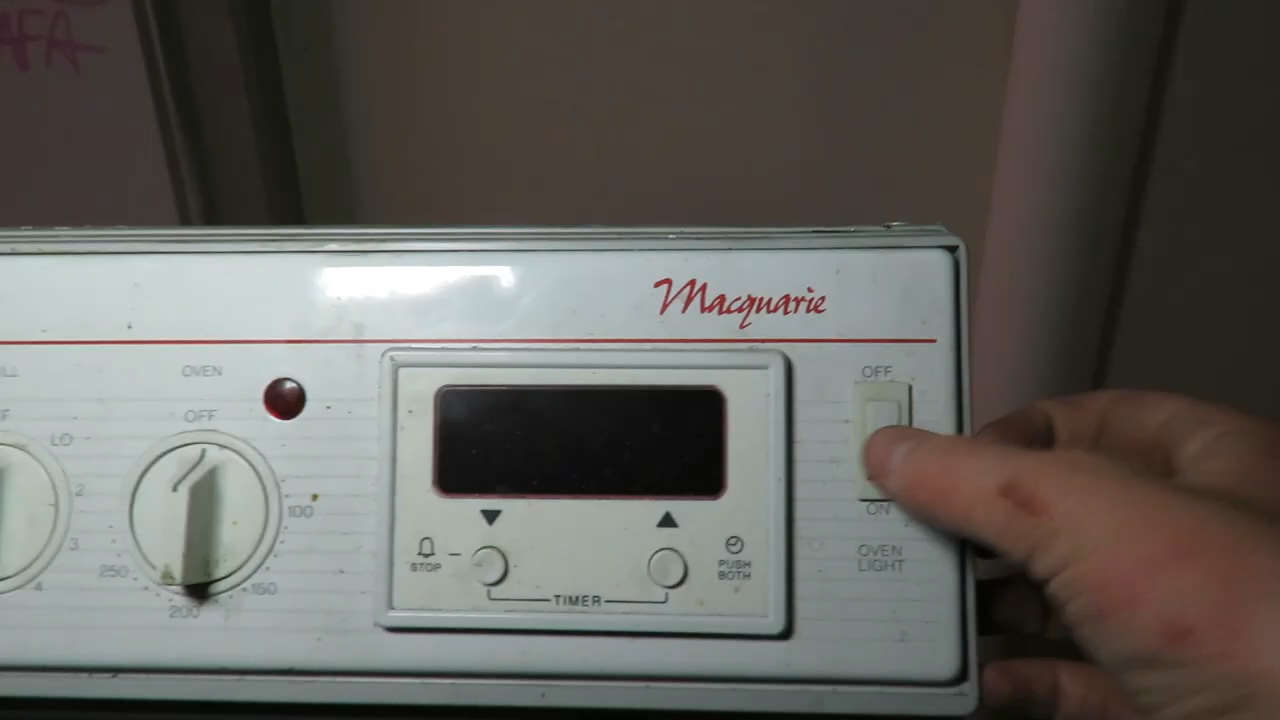 AFA
Macquarie
OVEN
OFF
OFF
LO
2
3
4
100
150
200
250
STOP
PUSH
BOTH
TIMER
ON
OVEN
LIGHT